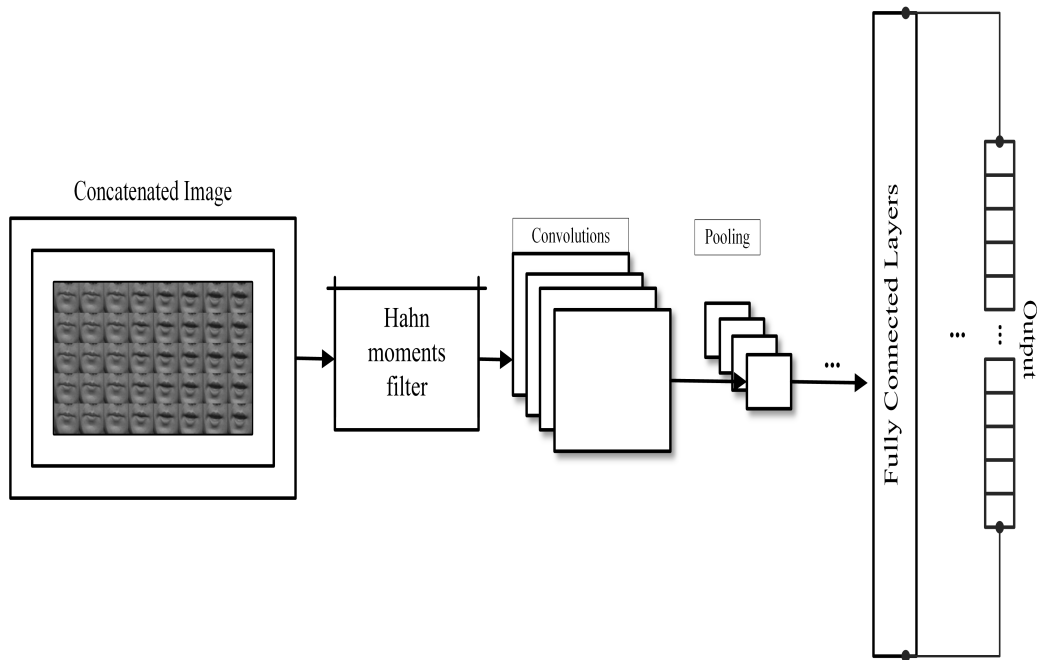 Concatenated Image
Hahn
moments
filter
Convolutions
Pooling
...
Fully Connected Layers
...
...
Output